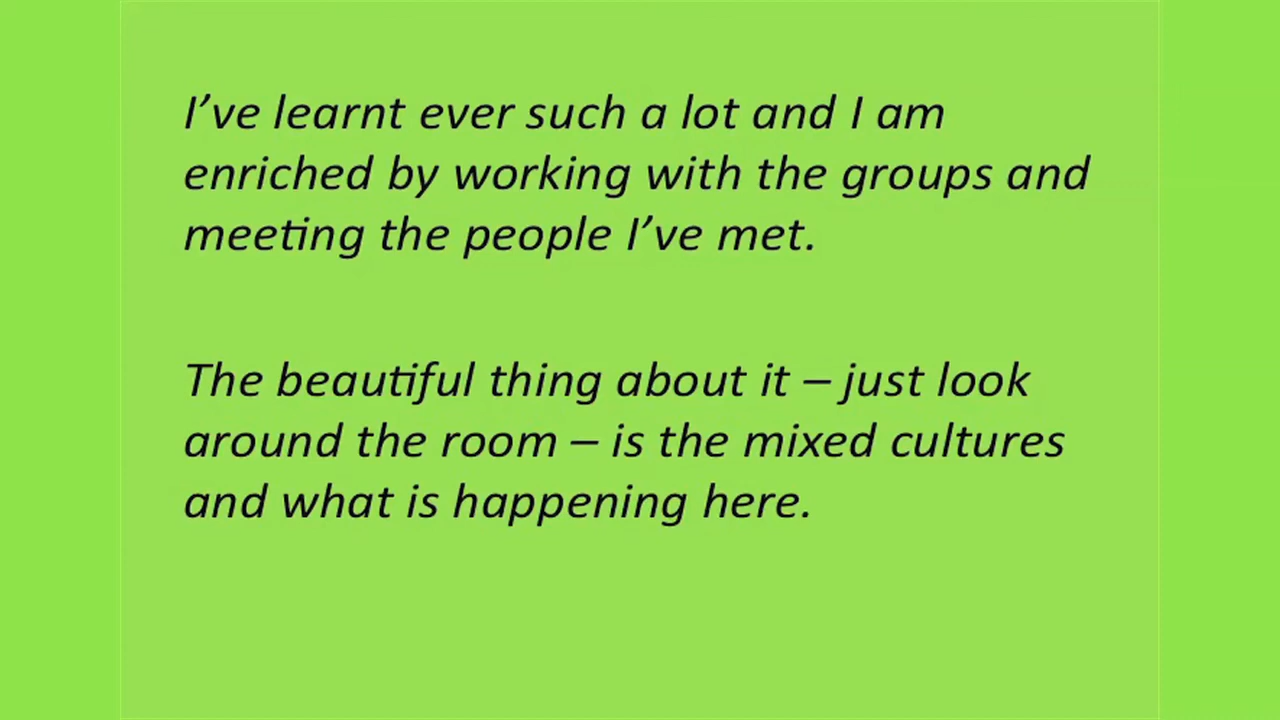 I’ve learnt ever such a lot and I am
enriched by working with the groups and
meeting the people I’ve met.
The beautiful thing about it – just look
around the room – is the mixed cultures
and what is happening here.